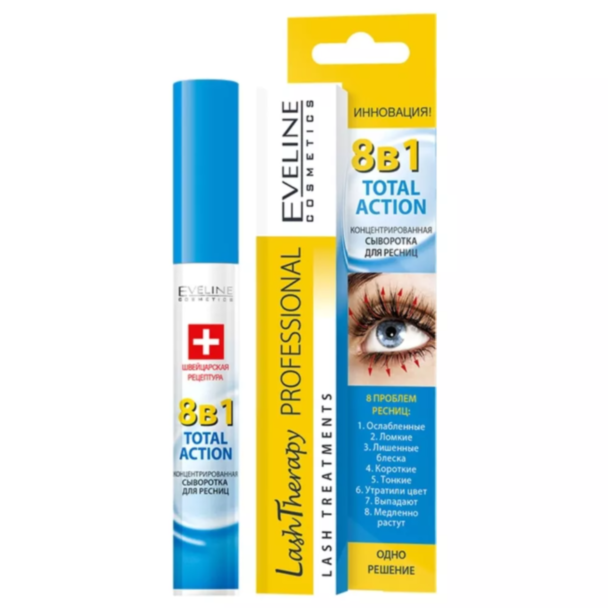 EVELINE
COSMETICS
ШВЕЙЦАРСКАЯ
РЕЦЕПТУРА
8в1
TOTAL
ACTION
КОНЦЕНТРИРОВАННАЯ
СЫВОРОТКА
ДЛЯ РЕСНИЦ
EVELINE
COSMETICS
Lash Therapy PROFESSIONAL
LASH TREATMENTS
ИННОВАЦИЯ!
8в1
TOTAL
ACTION
КОНЦЕНТРИРОВАННАЯ
СЫВОРОТКА
ДЛЯ РЕСНИЦ
8 ПРОБЛЕМ
РЕСНИЦ:
1. Ослабленные
2. Ломкие
3. Лишенные
блеска
4. Короткие
5. Тонкие
6. Утратили цвет
7. Выпадают
8. Медленно
растут
ОДНО
РЕШЕНИЕ